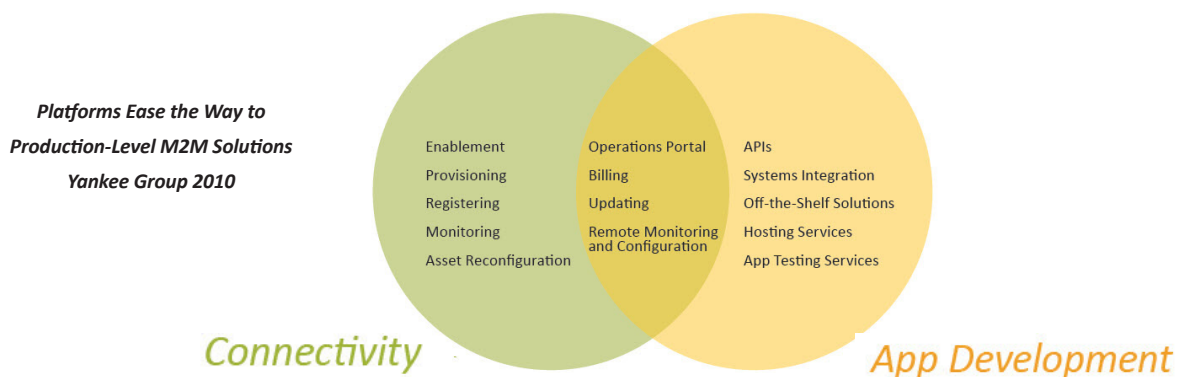 Platforms Ease the Way to
Production-Level M2M Solutions
Yankee Group 2010
Enablement
Provisioning
Registering
Monitoring
Asset Reconfiguration
Operations Portal
Billing
Updating
Remote Monitoring
and Configuration
APIs
Systems Integration
Off-the-Shelf Solutions
Hosting Services
App Testing Services
Connectivity
App Development